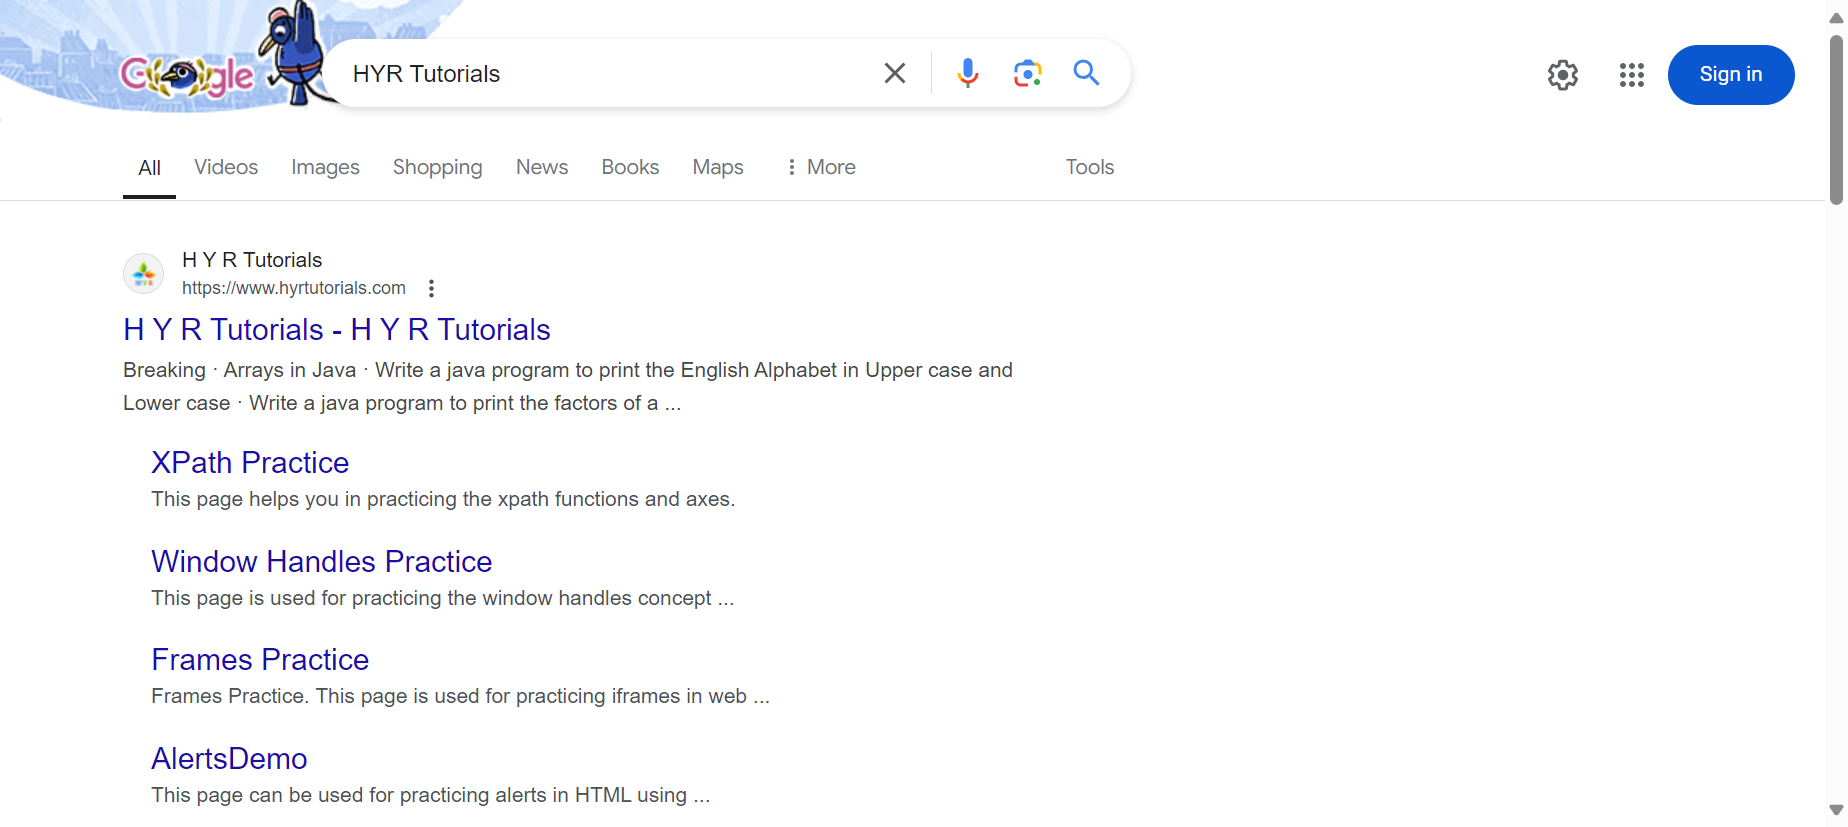 Google
HYR Tutorials
Sign in
All Videos Images Shopping News Books Maps More Tools
H Y R Tutorials
https://www.hyrtutorials.com
H Y R Tutorials - H Y R Tutorials
Breaking · Arrays in Java · Write a java program to print the English Alphabet in Upper case and
Lower case · Write a java program to print the factors of a ...
XPath Practice
This page helps you in practicing the xpath functions and axes.
Window Handles Practice
This page is used for practicing the window handles concept ...
Frames Practice
Frames Practice. This page is used for practicing iframes in web ...
AlertsDemo
This page can be used for practicing alerts in HTML using ...